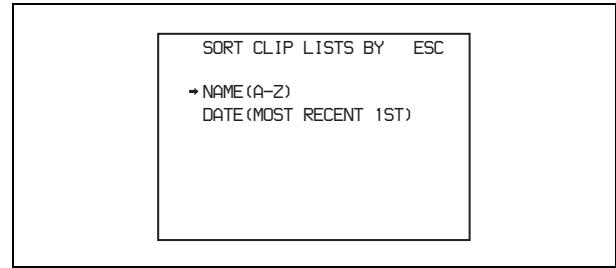 SORT CLIP LISTS BY ESC
➞NAME(A-Z)
DATE(MOST RECENT 1ST)